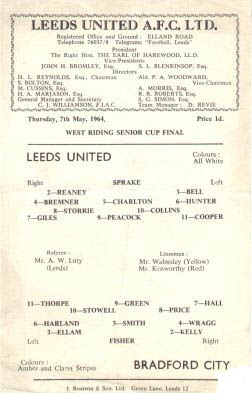 LEEDS UNITED A.F.C. LTD.
Registered Office and Ground: ELLAND ROAD
Telephone 76037/8 Telegrams "Football, Leeds"
President
The Right Hon. THE EARL OF HARWOOD, LL.D.
Vice-Presidents
JOHN H. BROMLEY, Esq. S. L. BLENKINSOP, Esq.
Directors
H. L. REYNOLDS, Esq., Chairman Ald. P. A. WOODWARD,
S. BOLTON, Esq. Vice-Chairman
M. CUSSINS, Esq. A. MORRIS, Esq.
H. A. MARJASON, Esq. R. R. ROBERTS, Esq.
General Manager and Secretary S. G. SIMON, Esq.
C. J. WILLIAMSON, F.I.A.C. Team Manager: D. REVIE
Thursday, 7th May, 1964, Price 1d.
WEST RIDING SENIOR CUP FINAL
LEEDS UNITED Colours:
All White
Right SPRAKE Left
2—REANEY 3—BELL
4—BREMNER 5—CHARLTON 6—HUNTER
8—STORRIE 10—COLLINS
7—GILES 9—PEACOCK 11—COOPER
Referee: Linesmen:
Mr. A. W. Luty Mr. Walmsley (Yellow)
(Leeds) Mr. Kenworthy (Red)
11—THORPE 9—GREEN 7—HALL
10—STOWELL 8—PRICE
6—HARLAND 5—SMITH 4—WRAGG
3—ELLAM 2—KELLY
Left FISHER Right
Colours:
Amber and Claret Stripes BRADFORD CITY
J. Rostron & Son Ltd. Green Lane, Leeds 12